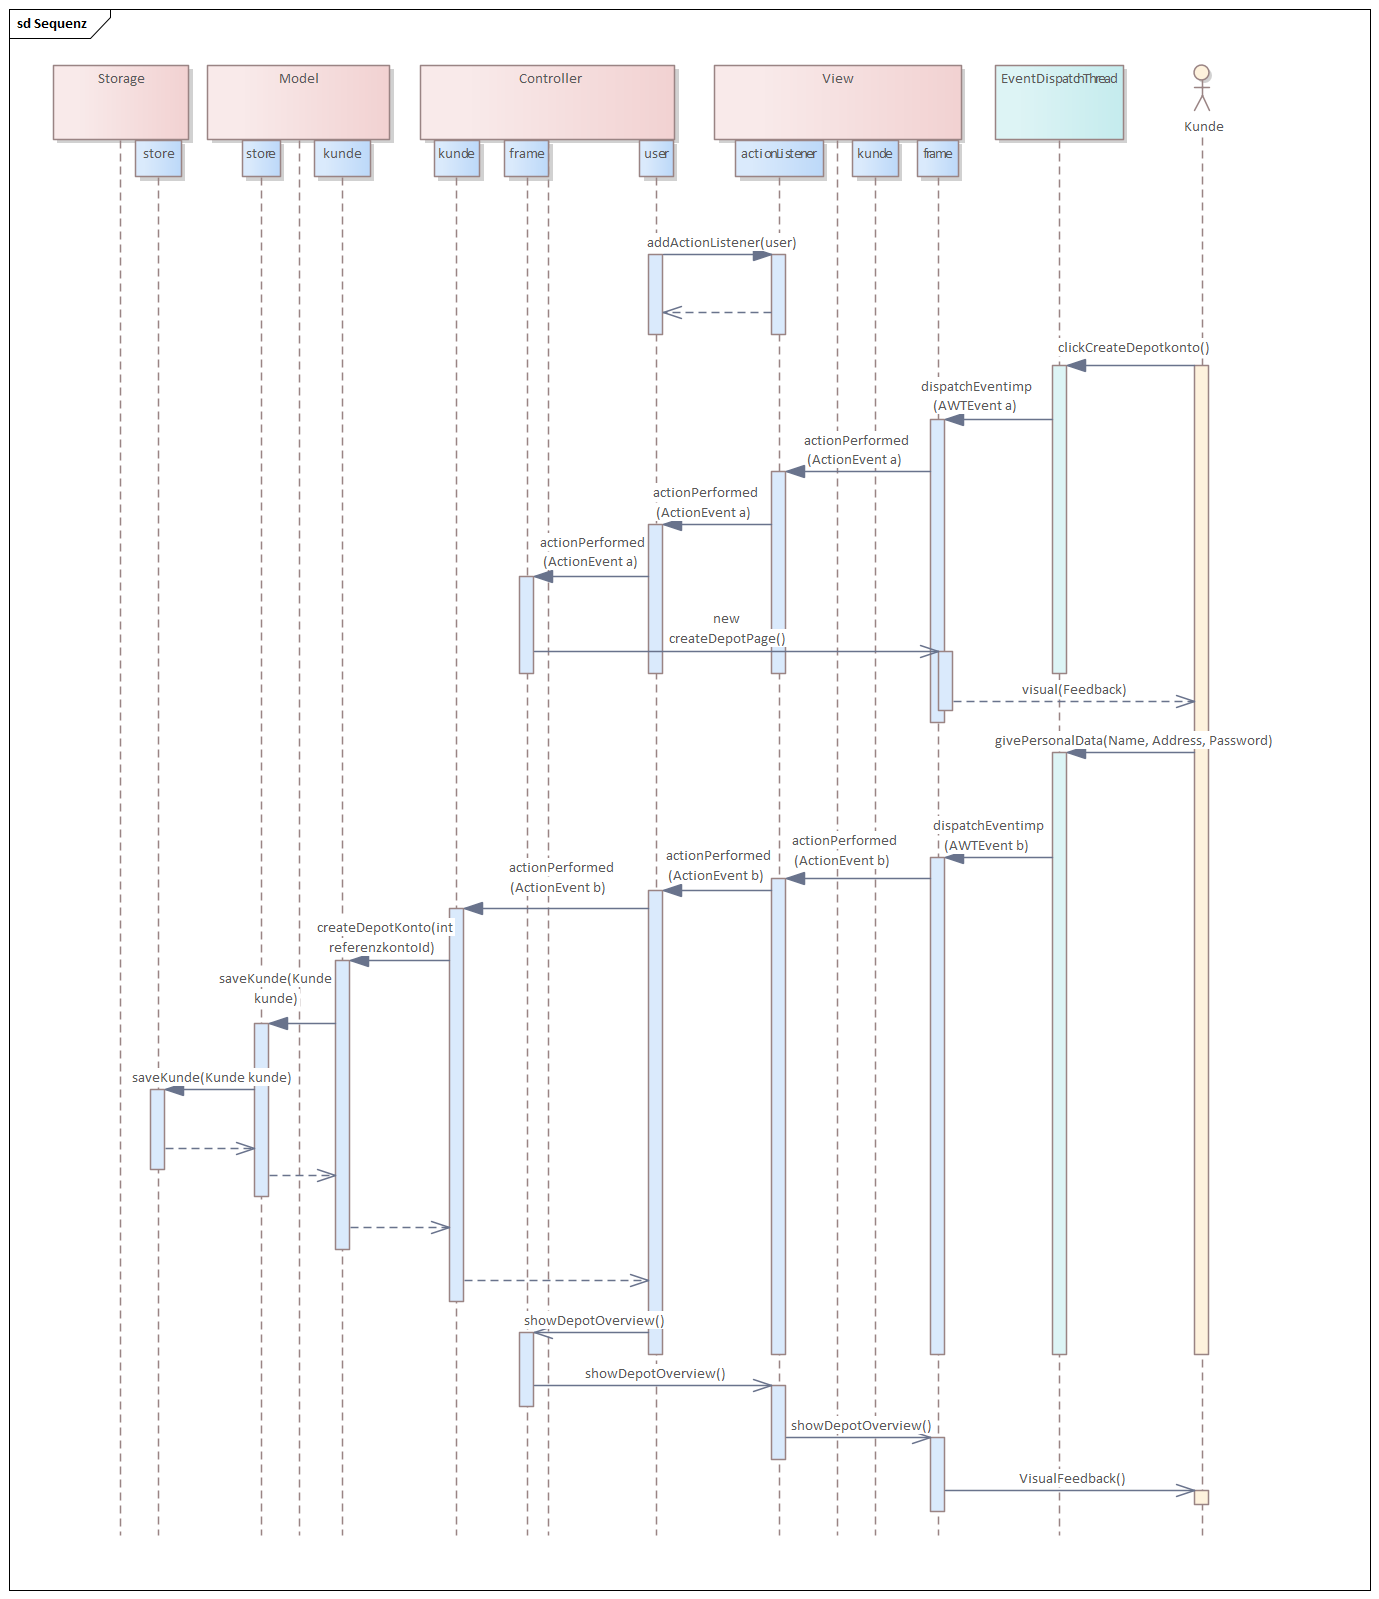 sd Sequenz
Storage
Model
Controller
View
EventDispatchThread
Kunde
store
store
kunde
kunde
frame
user
actionListener
kunde
frame
addActionListener(user)
clickCreateDepotkonto()
dispatchEventimp
(AWTEvent a)
actionPerformed
(ActionEvent a)
actionPerformed
(ActionEvent a)
actionPerformed
(ActionEvent a)
new
createDepotPage()
visual(Feedback)
givePersonalData(Name, Address, Password)
dispatchEventimp
(AWTEvent b)
actionPerformed
(ActionEvent b)
actionPerformed
(ActionEvent b)
actionPerformed
(ActionEvent b)
createDepotKonto(int
referenzkontoId)
saveKunde(Kunde
kunde)
saveKunde(Kunde kunde)
showDepotOverview()
showDepotOverview()
showDepotOverview()
VisualFeedback()